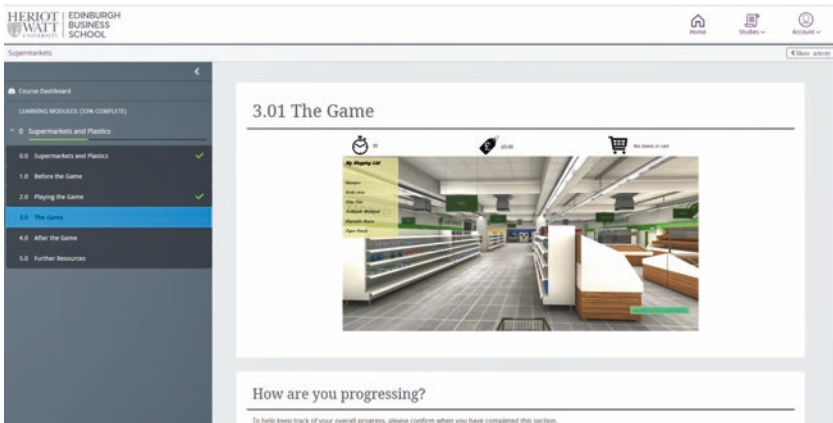 HERIOT WATT UNIVERSITY
EDINBURGH BUSINESS SCHOOL
Home
Studies
Account
Supermarkets
Course Dashboard
LEARNING MODULES: (33% COMPLETE)
0 Supermarkets and Plastics
0.0 Supermarkets and Plastics
1.0 Before the Game
2.0 Playing the Game
3.0 The Game
4.0 After the Game
5.0 Further Resources
3.01 The Game
30
£
£0.00
No items in cart
My Shopping List
How are you progressing?
To help keep track of your overall progress, please confirm when you have completed this section.